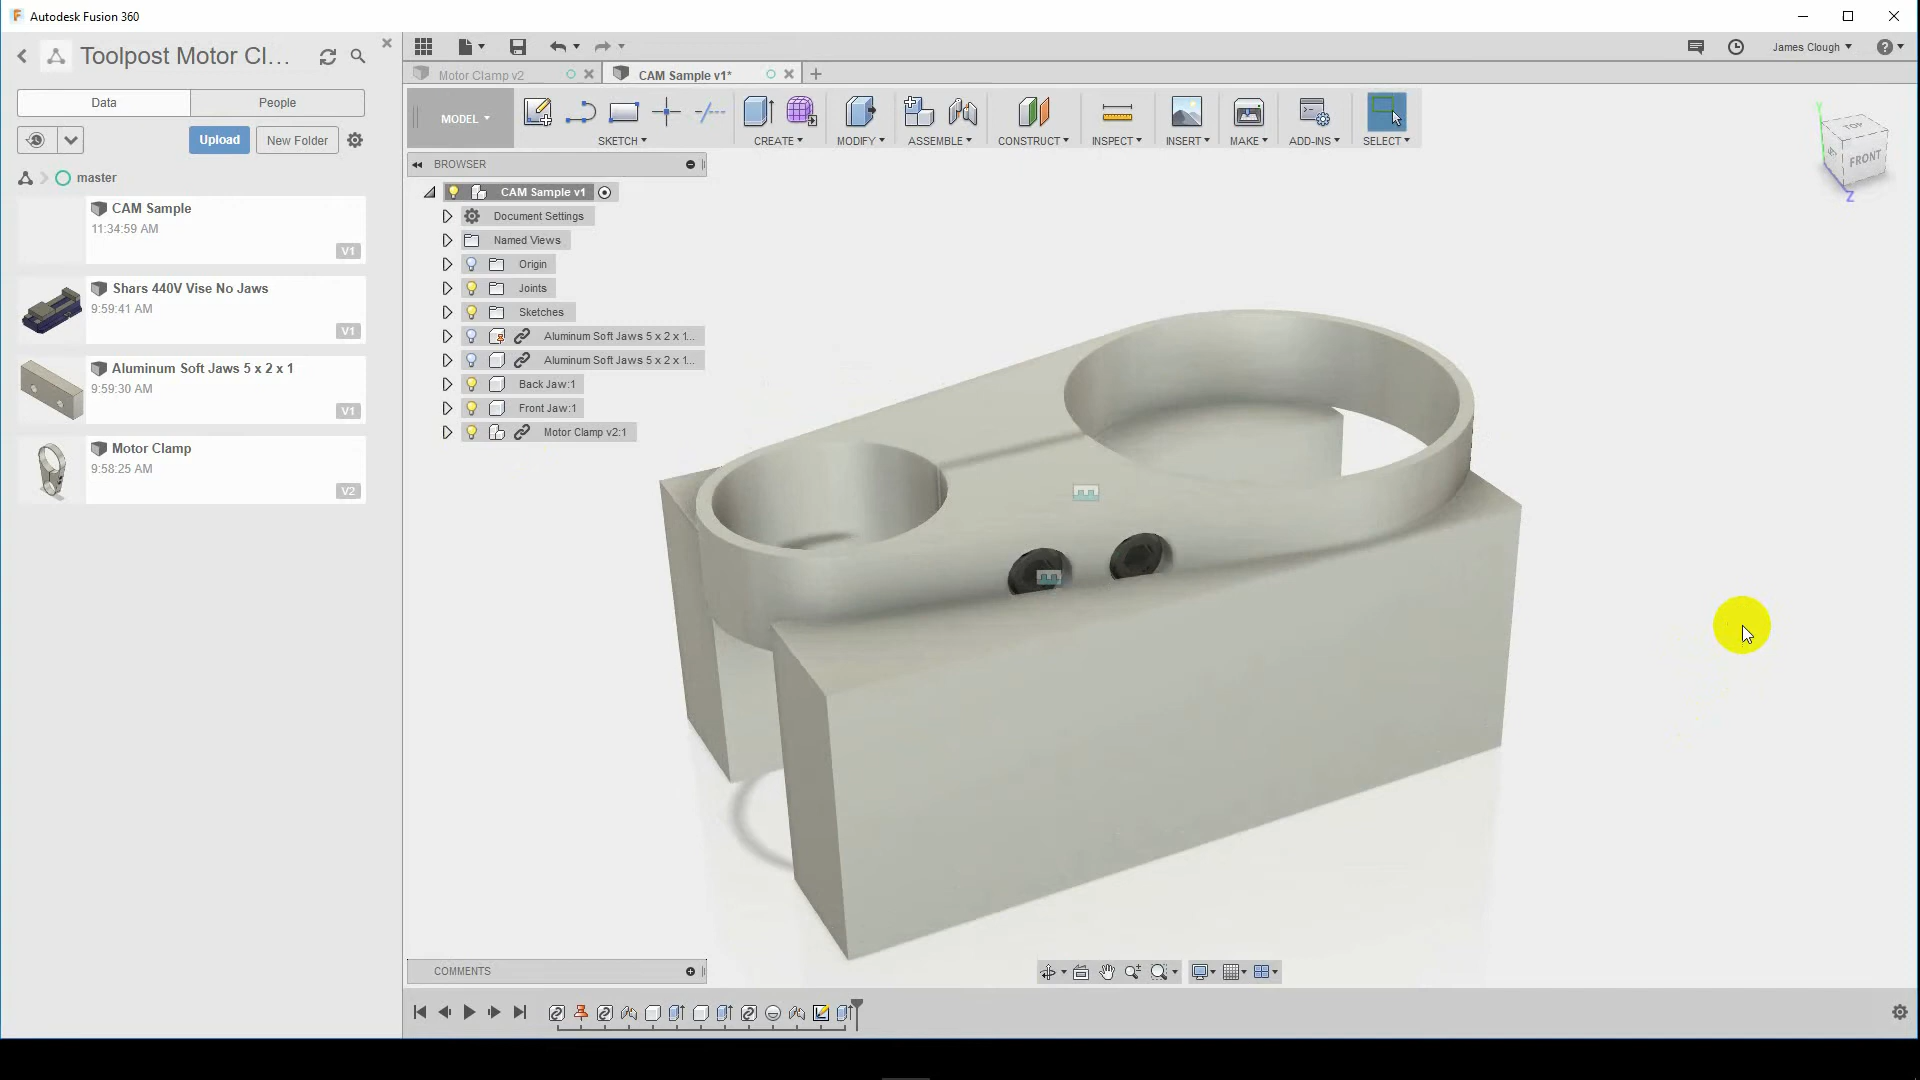 Autodesk Fusion 360
Toolpost Motor Cl...
Data
People
Upload
New Folder
master
CAM Sample
11:34:59 AM
V1
Shars 440V Vise No Jaws
9:59:41 AM
V1
Aluminum Soft Jaws 5 x 2 x 1
9:59:30 AM
V1
Motor Clamp
9:58:25 AM
V2
James Clough
?
Motor Clamp v2
CAM Sample v1*
MODEL
SKETCH
CREATE
MODIFY
ASSEMBLE
CONSTRUCT
INSPECT
INSERT
MAKE
ADD-INS
SELECT
BROWSER
CAM Sample v1
Document Settings
Named Views
Origin
Joints
Sketches
Aluminum Soft Jaws 5 x 2 x 1...
Aluminum Soft Jaws 5 x 2 x 1...
Back Jaw:1
Front Jaw:1
Motor Clamp v2:1
Y
TOP
FRONT
Z
COMMENTS